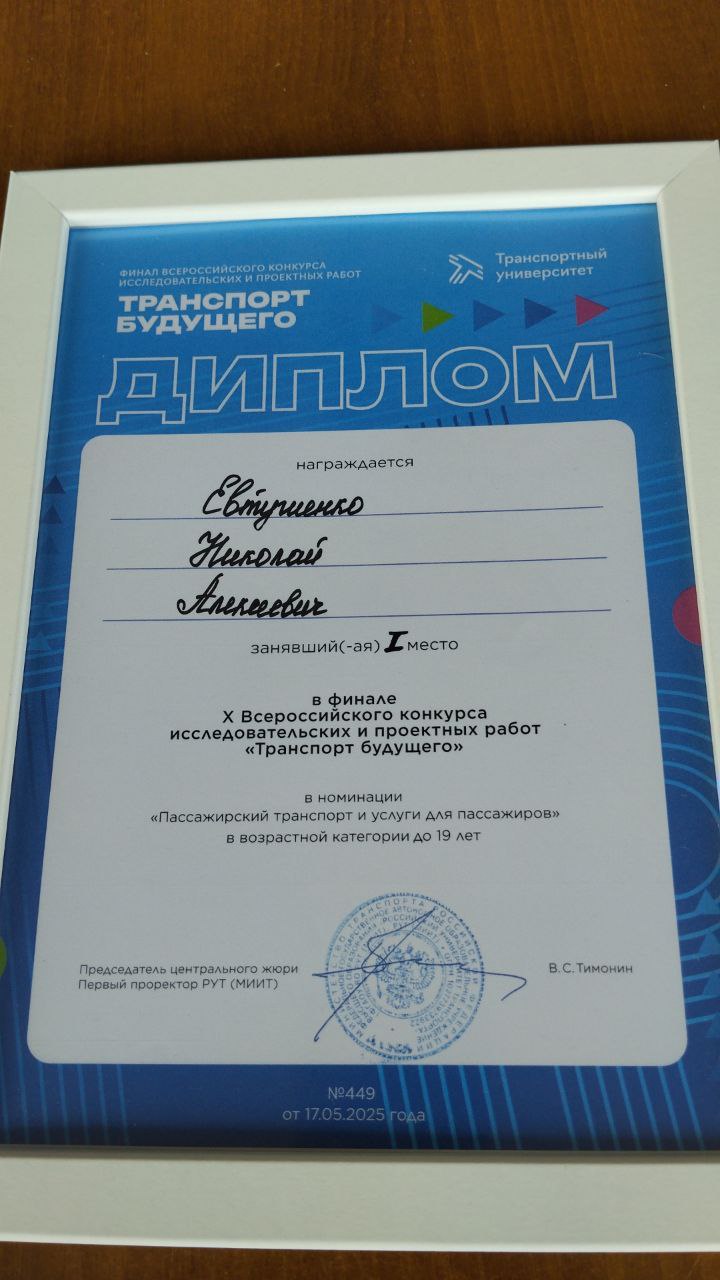 ФИНАЛ ВСЕРОССИЙСКОГО КОНКУРСА
ИССЛЕДОВАТЕЛЬСКИХ И ПРОЕКТНЫХ РАБОТ
ТРАНСПОРТ
БУДУЩЕГО
Транспортный
университет
ДИПЛОМ
награждается
Евтушенко
Николай
Алексеевич
занявший(-ая) I место
в финале
X Всероссийского конкурса
исследовательских и проектных работ
«Транспорт будущего»
в номинации
«Пассажирский транспорт и услуги для пассажиров»
в возрастной категории до 19 лет
Председатель центрального жюри
Первый проректор РУТ (МИИТ)
В.С.Тимонин
№449
от 17.05.2025 года